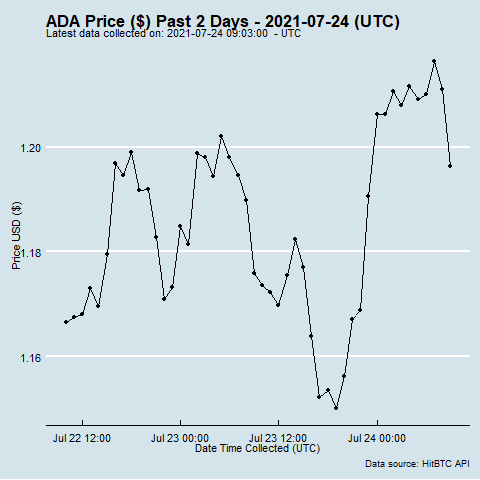 ADA Price ($) Past 2 Days - 2021-07-24 (UTC)
Latest data collected on: 2021-07-24 09:03:00  - UTC
1.20
1.18
1.16
Price USD ($)
Jul 22 12:00 Jul 23 00:00 Jul 23 12:00 Jul 24 00:00
Date Time Collected (UTC)
Data source: HitBTC API